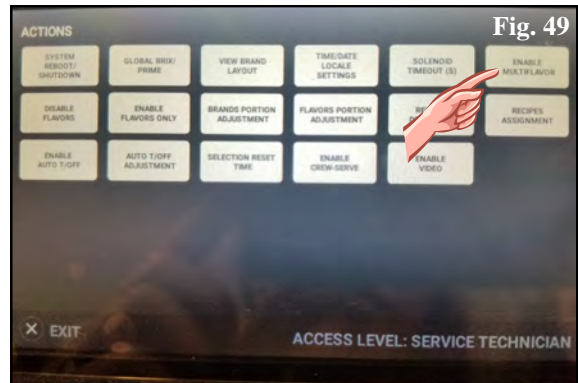 Fig. 49
ACTIONS
SYSTEM
REBOOT/
SHUTDOWN
GLOBAL BRIX/
PRIME
VIEW BRAND
LAYOUT
TIME/DATE
LOCALE
SETTINGS
SOLENOID
TIMEOUT (S)
ENABLE
MULTIFLAVOR
DISABLE
FLAVORS
ENABLE
FLAVORS ONLY
BRANDS PORTION
ADJUSTMENT
FLAVORS PORTION
ADJUSTMENT
RECIPES
ASSIGNMENT
ENABLE
AUTO T/OFF
AUTO T/OFF
ADJUSTMENT
SELECTION RESET
TIME
ENABLE
CREW-SERVE
ENABLE
VIDEO
X EXIT
ACCESS LEVEL: SERVICE TECHNICIAN